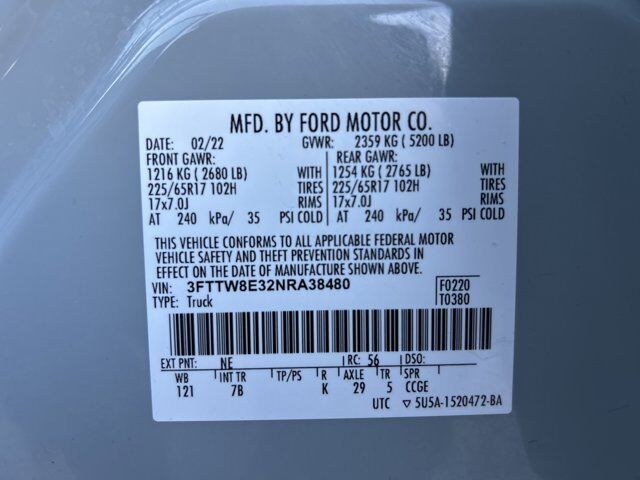 MFD. BY FORD MOTOR CO.
DATE: 02/22 GVWR: 2359 KG ( 5200 LB)
FRONT GAWR: REAR GAWR:
1216 KG ( 2680 LB) WITH 1254 KG ( 2765 LB) WITH
225/65R17 102H TIRES 225/65R17 102H TIRES
17x7.0J RIMS 17x7.0J RIMS
AT 240 kPa/ 35 PSI COLD AT 240 kPa/ 35 PSI COLD
THIS VEHICLE CONFORMS TO ALL APPLICABLE FEDERAL MOTOR
VEHICLE SAFETY AND THEFT PREVENTION STANDARDS IN
EFFECT ON THE DATE OF MANUFACTURE SHOWN ABOVE.
VIN: 3FTTW8E32NRA38480 F0220
TYPE: Truck T0380
EXT PNT: NE RC: 56 DSO:
WB INT TR TP/PS R AXLE TR SPR
121 7B K 29 5 CCGE
UTC ▽ 5U5A-1520472-BA